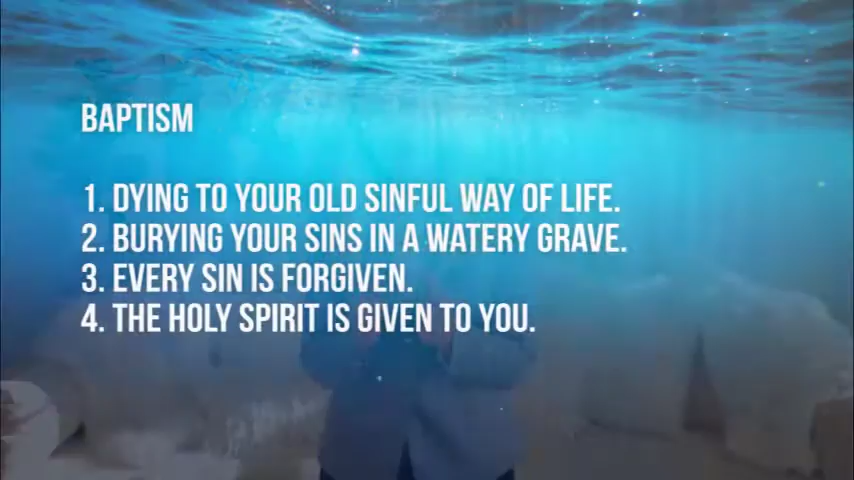 BAPTISM
1. DYING TO YOUR OLD SINFUL WAY OF LIFE.
2. BURYING YOUR SINS IN A WATERY GRAVE.
3. EVERY SIN IS FORGIVEN.
4. THE HOLY SPIRIT IS GIVEN TO YOU.